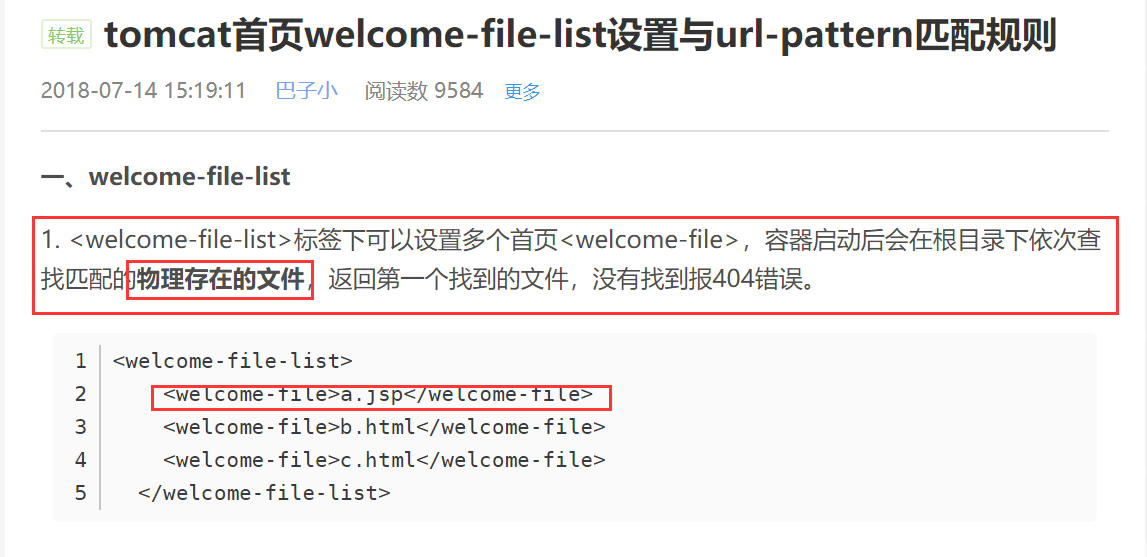 转载 tomcat首页welcome-file-list设置与url-pattern匹配规则
2018-07-14 15:19:11 巴子小 阅读数 9584 更多
一、welcome-file-list
1. <welcome-file-list>标签下可以设置多个首页<welcome-file>，容器启动后会在根目录下依次查
找匹配的物理存在的文件，返回第一个找到的文件，没有找到报404错误。
1 <welcome-file-list>
2 <welcome-file>a.jsp</welcome-file>
3 <welcome-file>b.html</welcome-file>
4 <welcome-file>c.html</welcome-file>
5 </welcome-file-list>